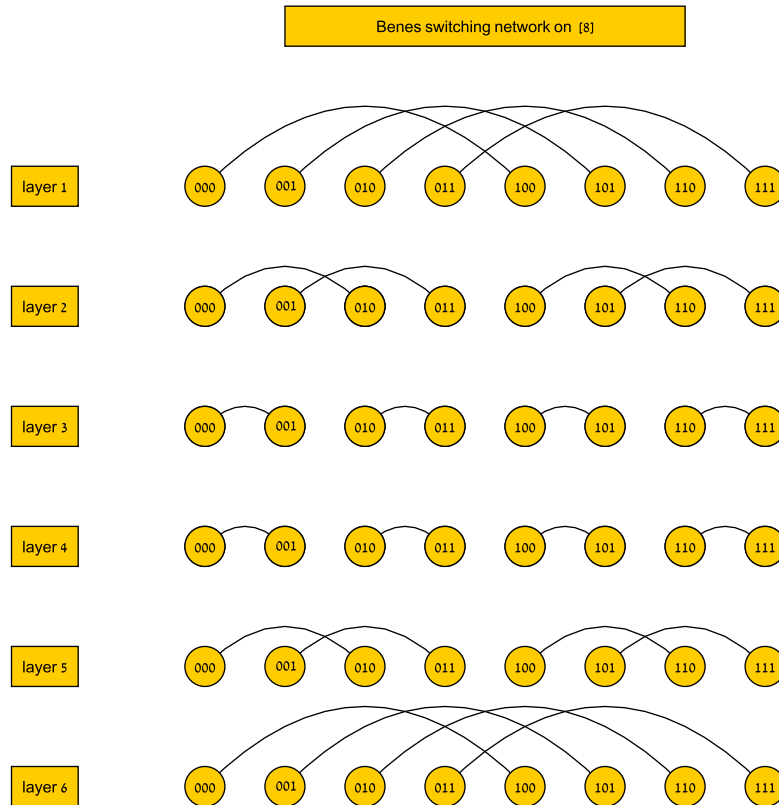 Benes switching network on [8]
layer 1 000 001 010 011 100 101 110 111
layer 2 000 001 010 011 100 101 110 111
layer 3 000 001 010 011 100 101 110 111
layer 4 000 001 010 011 100 101 110 111
layer 5 000 001 010 011 100 101 110 111
layer 6 000 001 010 011 100 101 110 111